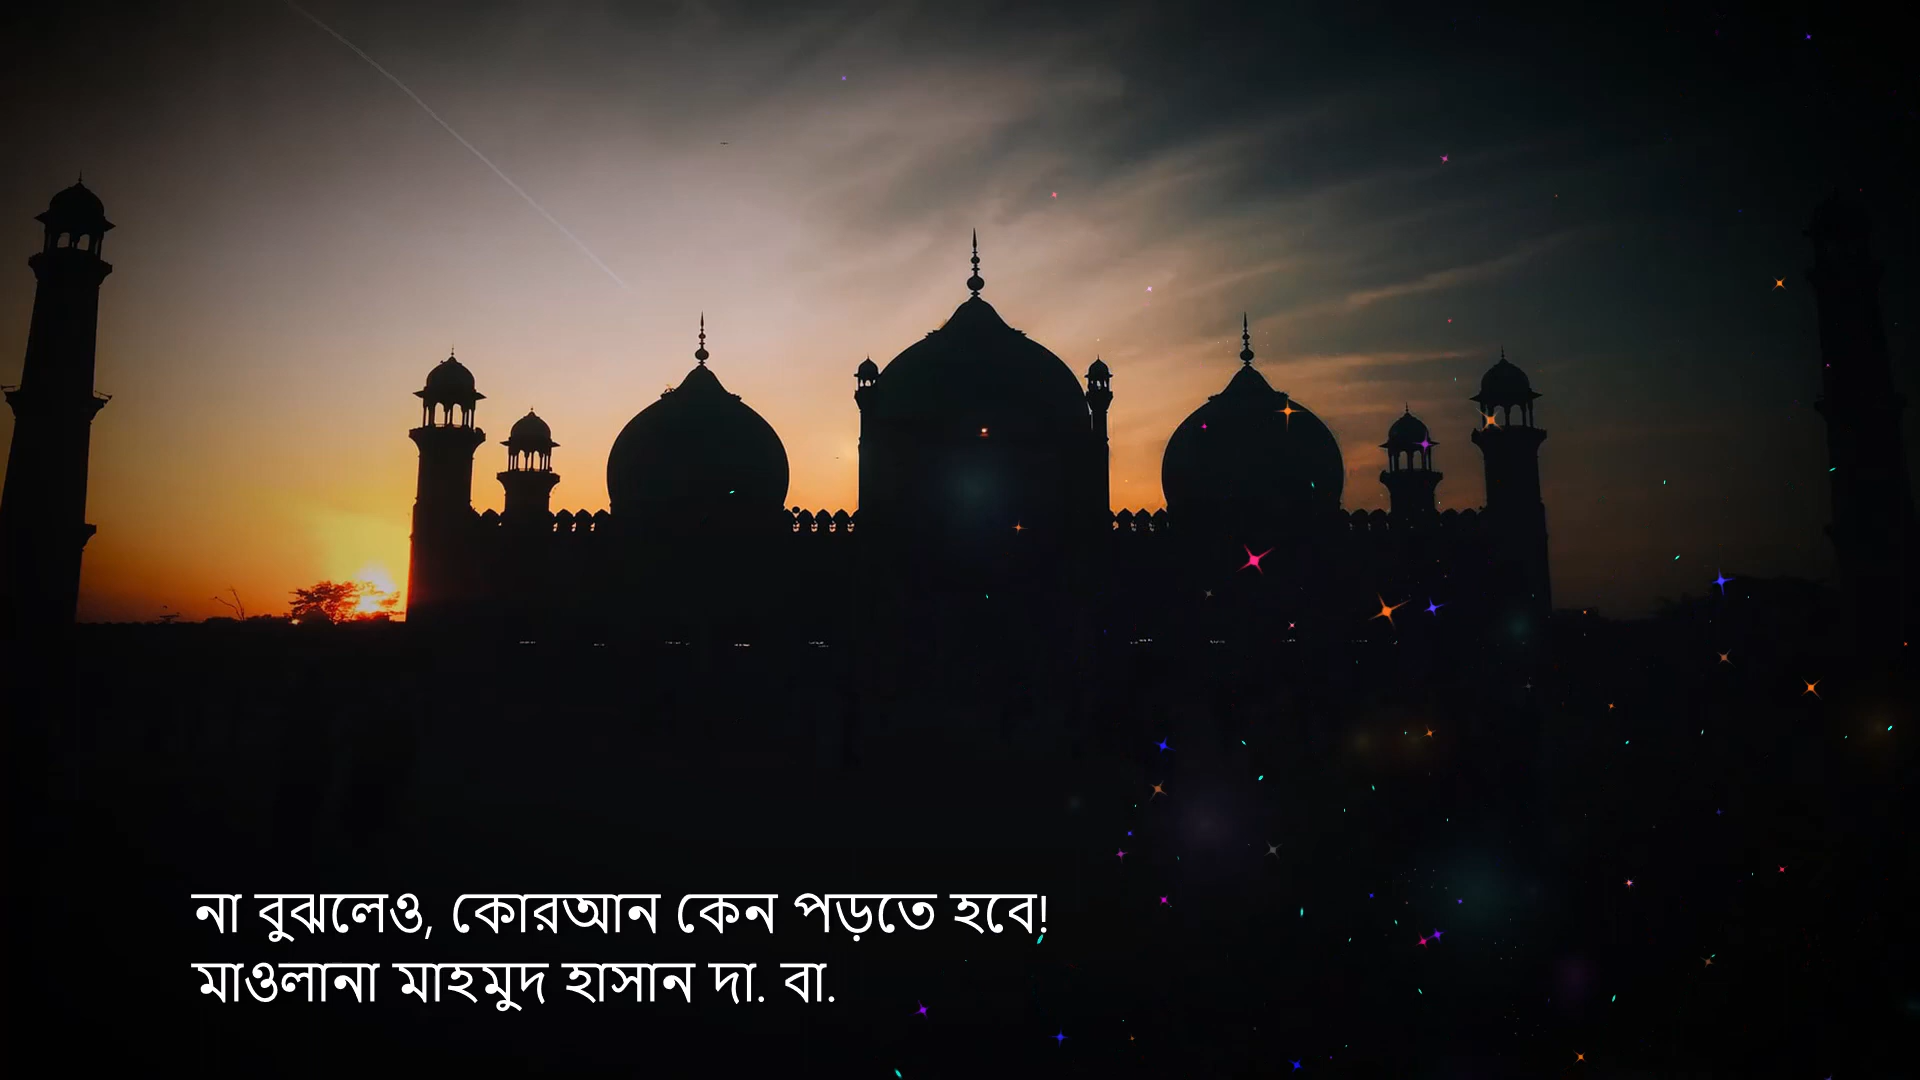 না বুঝলেও, কোরআন কেন পড়তে হবে!
মাওলানা মাহমুদ হাসান দা. বা.